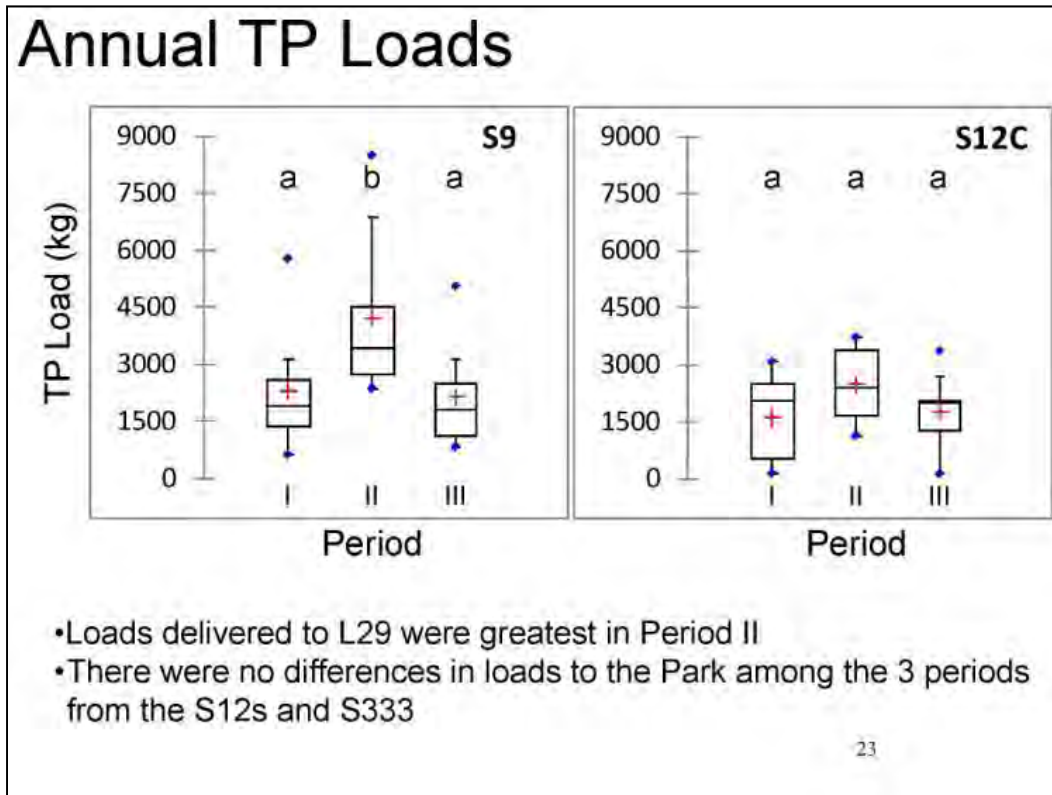 Annual TP Loads
S9
9000
7500
6000
4500
3000
1500
0
a b a
I II III
TP Load (kg)
Period
S12C
9000
7500
6000
4500
3000
1500
0
a a a
I II III
Period
•Loads delivered to L29 were greatest in Period II
•There were no differences in loads to the Park among the 3 periods
from the S12s and S333
23